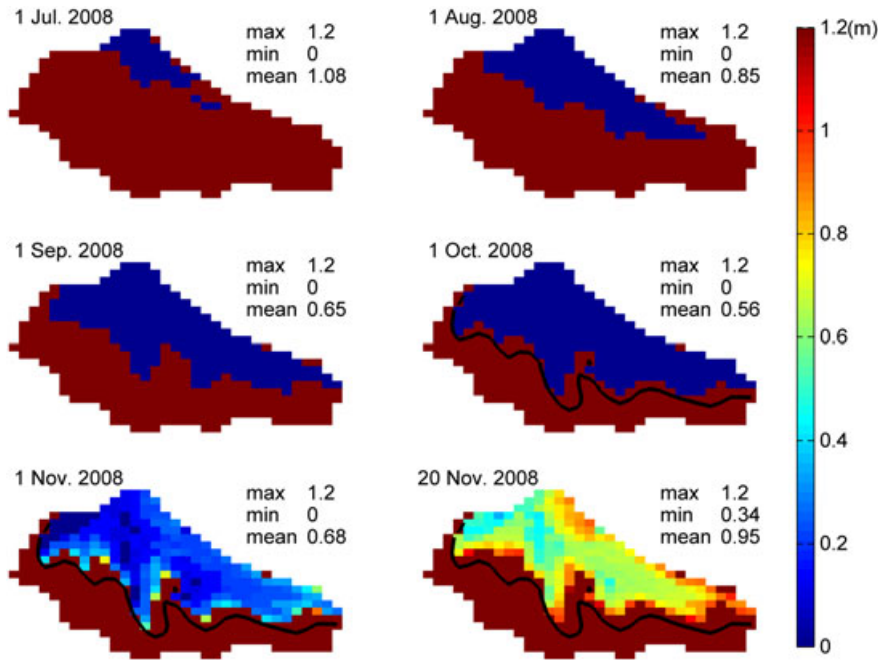 1 Jul. 2008
max 1.2
min 0
mean 1.08
1 Aug. 2008
max 1.2
min 0
mean 0.85
1 Sep. 2008
max 1.2
min 0
mean 0.65
1 Oct. 2008
max 1.2
min 0
mean 0.56
1 Nov. 2008
max 1.2
min 0
mean 0.68
20 Nov. 2008
max 1.2
min 0.34
mean 0.95
1.2(m)
1
0.8
0.6
0.4
0.2
0